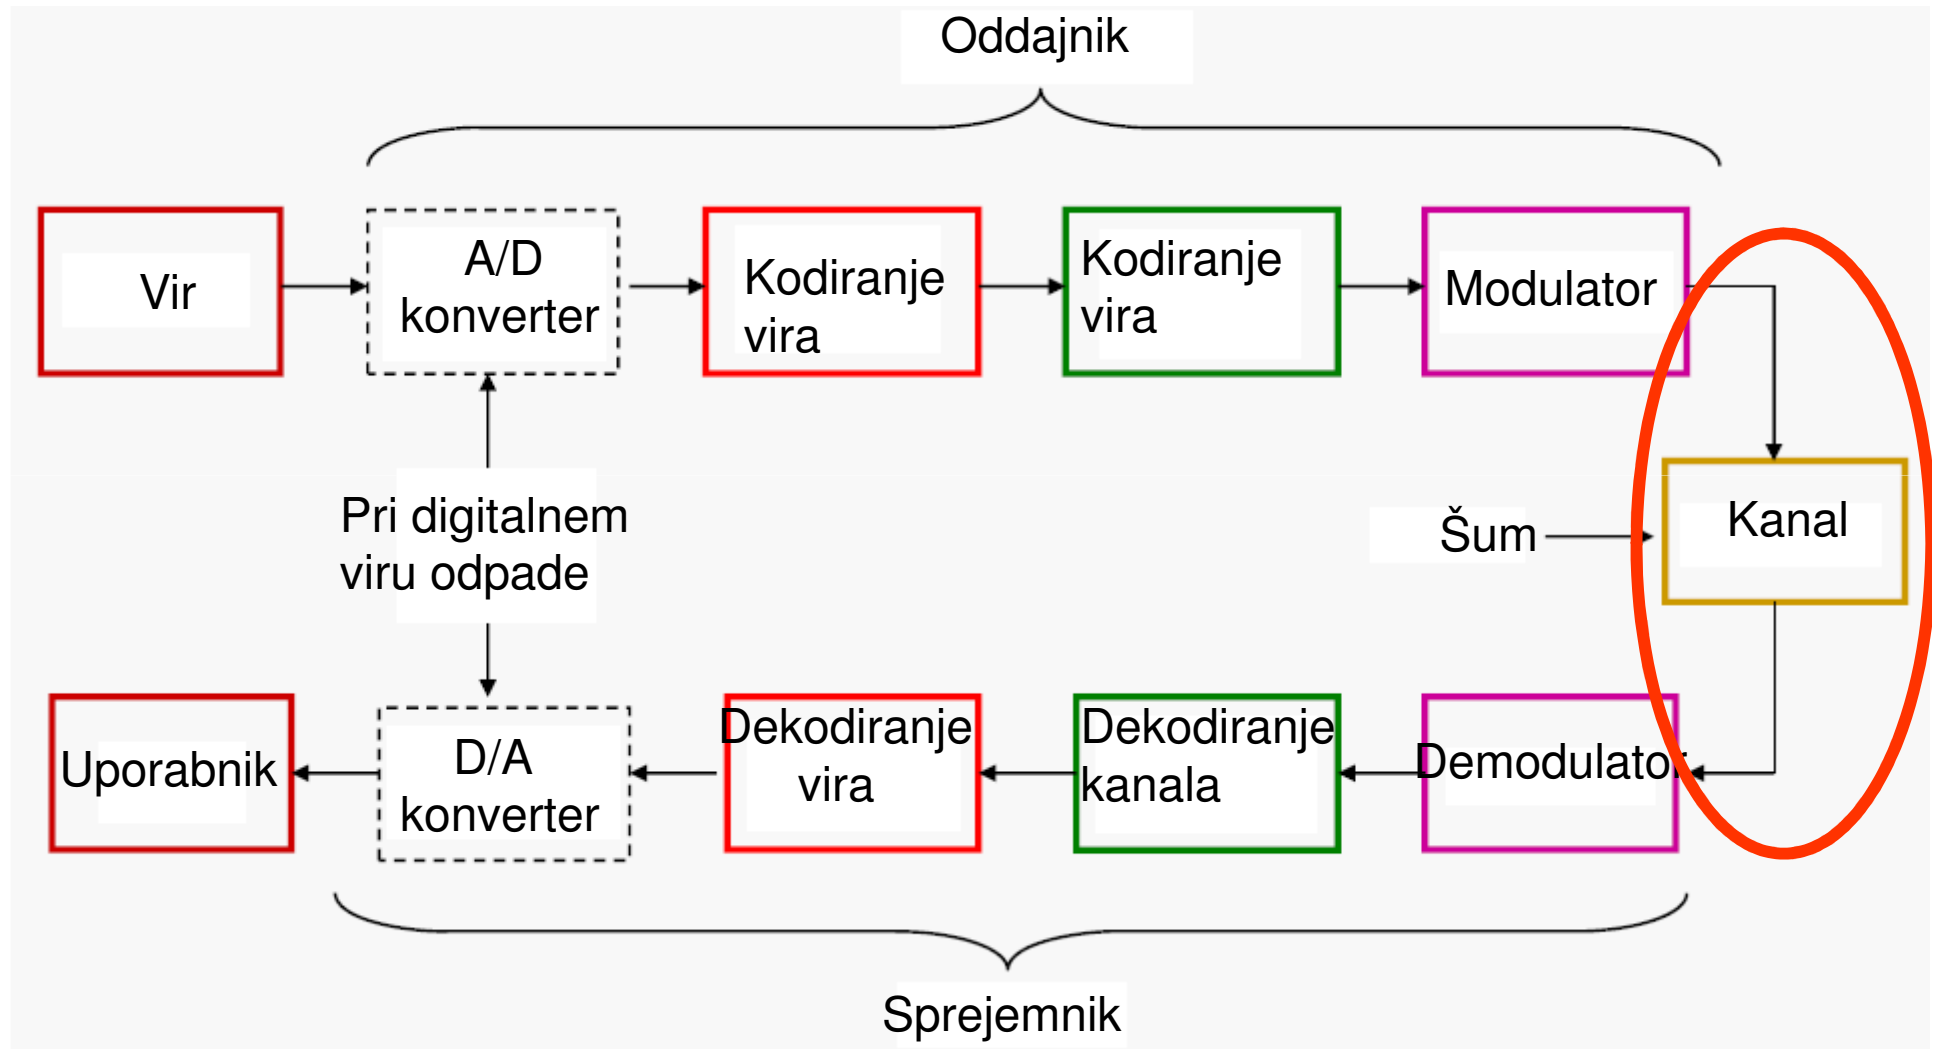 Oddajnik
Vir
A/D
konverter
Kodiranje
vira
Kodiranje
vira
Modulator
Pri digitalnem
viru odpade
Šum
Kanal
Uporabnik
D/A
konverter
Dekodiranje
vira
Dekodiranje
kanala
Demodulator
Sprejemnik